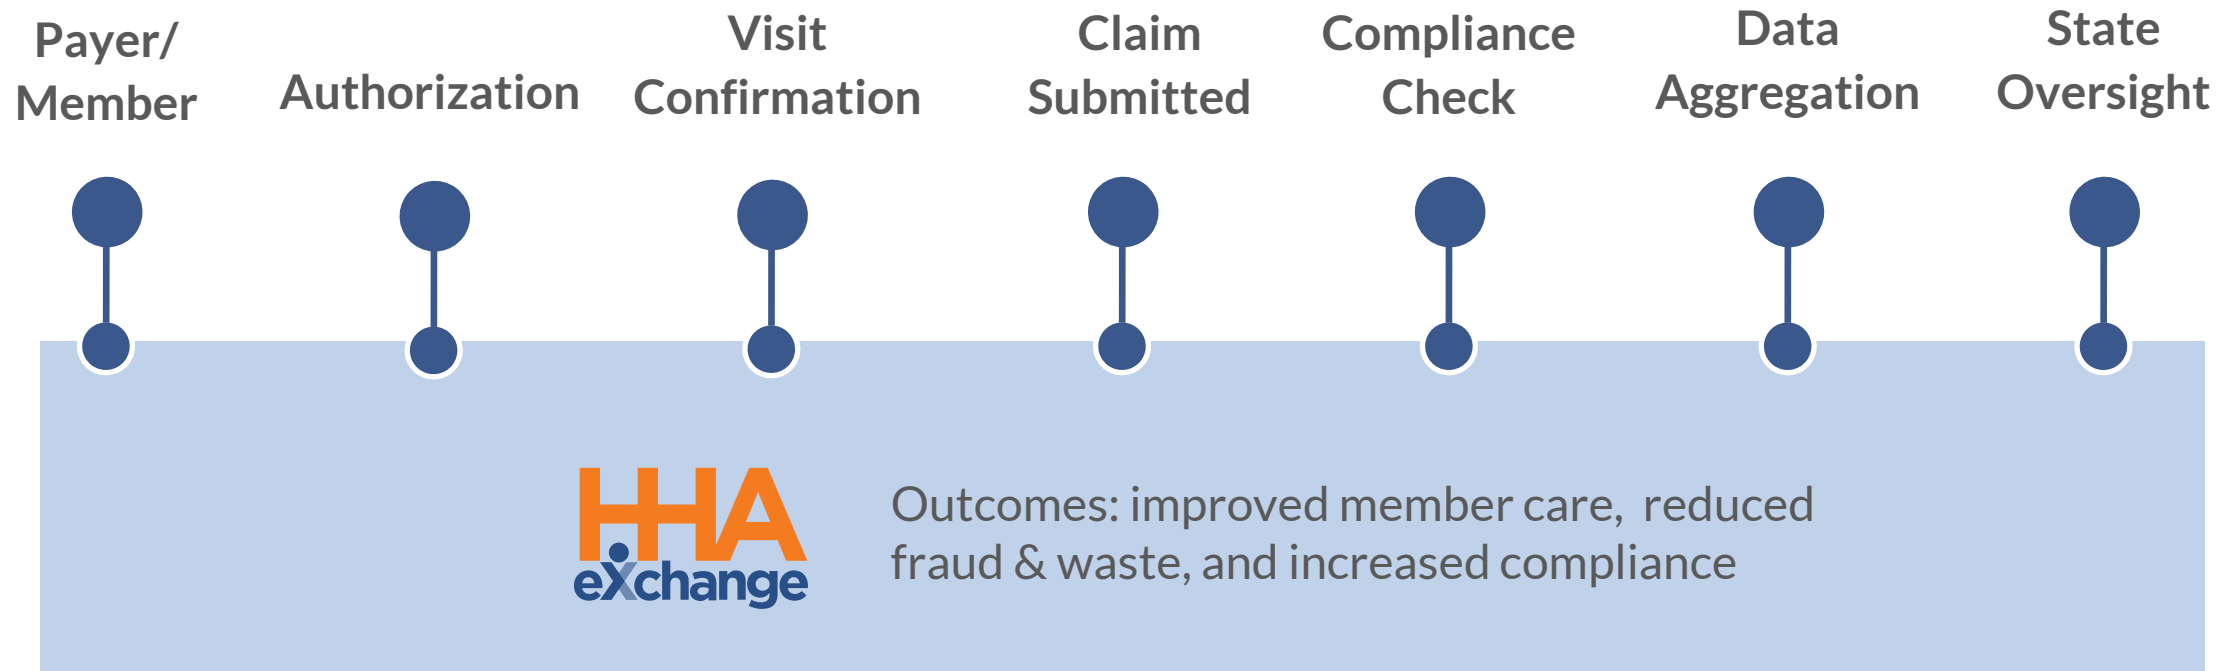 Payer/
Member
Authorization
Visit
Confirmation
Claim
Submitted
Compliance
Check
Data
Aggregation
State
Oversight
HHA
eXchange
Outcomes: improved member care,  reduced
fraud & waste, and increased compliance